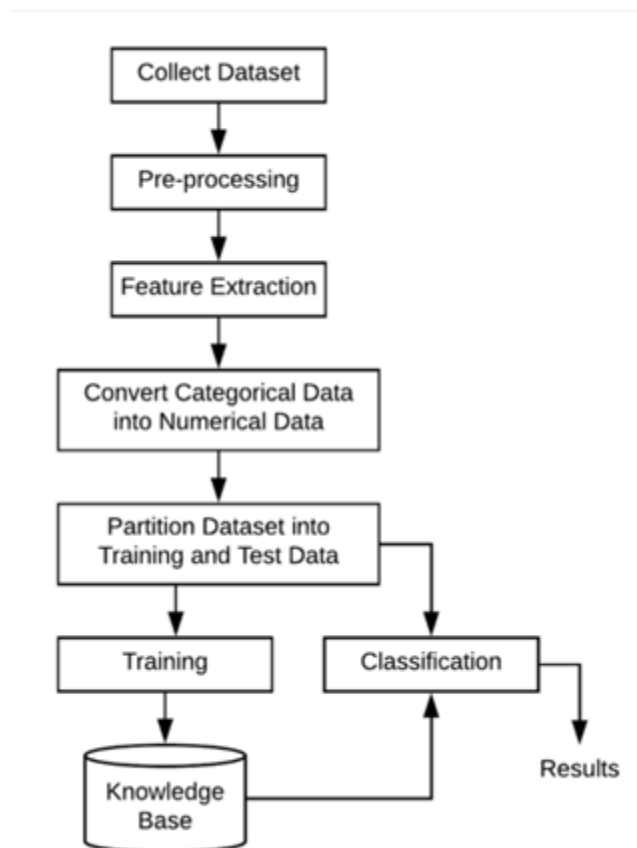 Collect Dataset
Pre-processing
Feature Extraction
Convert Categorical Data
into Numerical Data
Partition Dataset into
Training and Test Data
Training
Classification
Results
Knowledge
Base